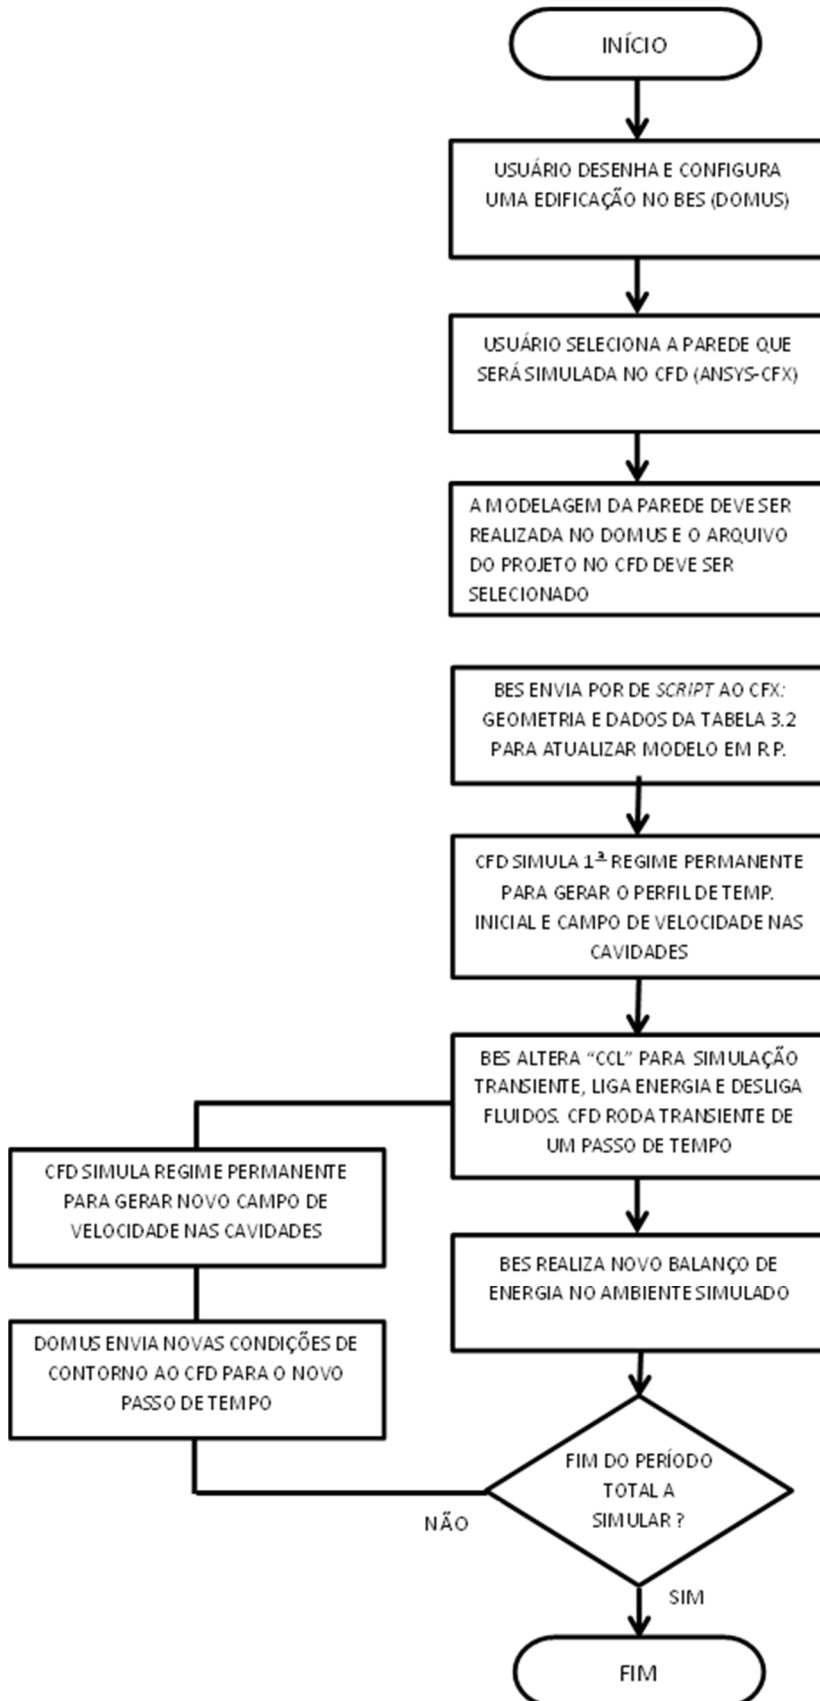 INÍCIO
USUÁRIO DESENHA E CONFIGURA
UMA EDIFICAÇÃO NO BES (DOMUS)
USUÁRIO SELECIONA A PAREDE QUE
SERÁ SIMULADA NO CFD (ANSYS-CFX)
A MODELAGEM DA PAREDE DEVE SER
REALIZADA NO DOMUS E O ARQUIVO
DO PROJETO NO CFD DEVE SER
SELECIONADO
BES ENVIA POR DE SCRIPT AO CFX:
GEOMETRIA E DADOS DA TABELA 3.2
PARA ATUALIZAR MODELO EM R.P.
CFD SIMULA 1ª REGIME PERMANENTE
PARA GERAR O PERFIL DE TEMP.
INICIAL E CAMPO DE VELOCIDADE NAS
CAVIDADES
BES ALTERA “CCL” PARA SIMULAÇÃO
TRANSIENTE, LIGA ENERGIA E DESLIGA
FLUIDOS. CFD RODA TRANSIENTE DE
UM PASSO DE TEMPO
CFD SIMULA REGIME PERMANENTE
PARA GERAR NOVO CAMPO DE
VELOCIDADE NAS CAVIDADES
BES REALIZA NOVO BALANÇO DE
ENERGIA NO AMBIENTE SIMULADO
DOMUS ENVIA NOVAS CONDIÇÕES DE
CONTORNO AO CFD PARA O NOVO
PASSO DE TEMPO
FIM DO PERÍODO
TOTAL A
SIMULAR ?
NÃO
SIM
FIM